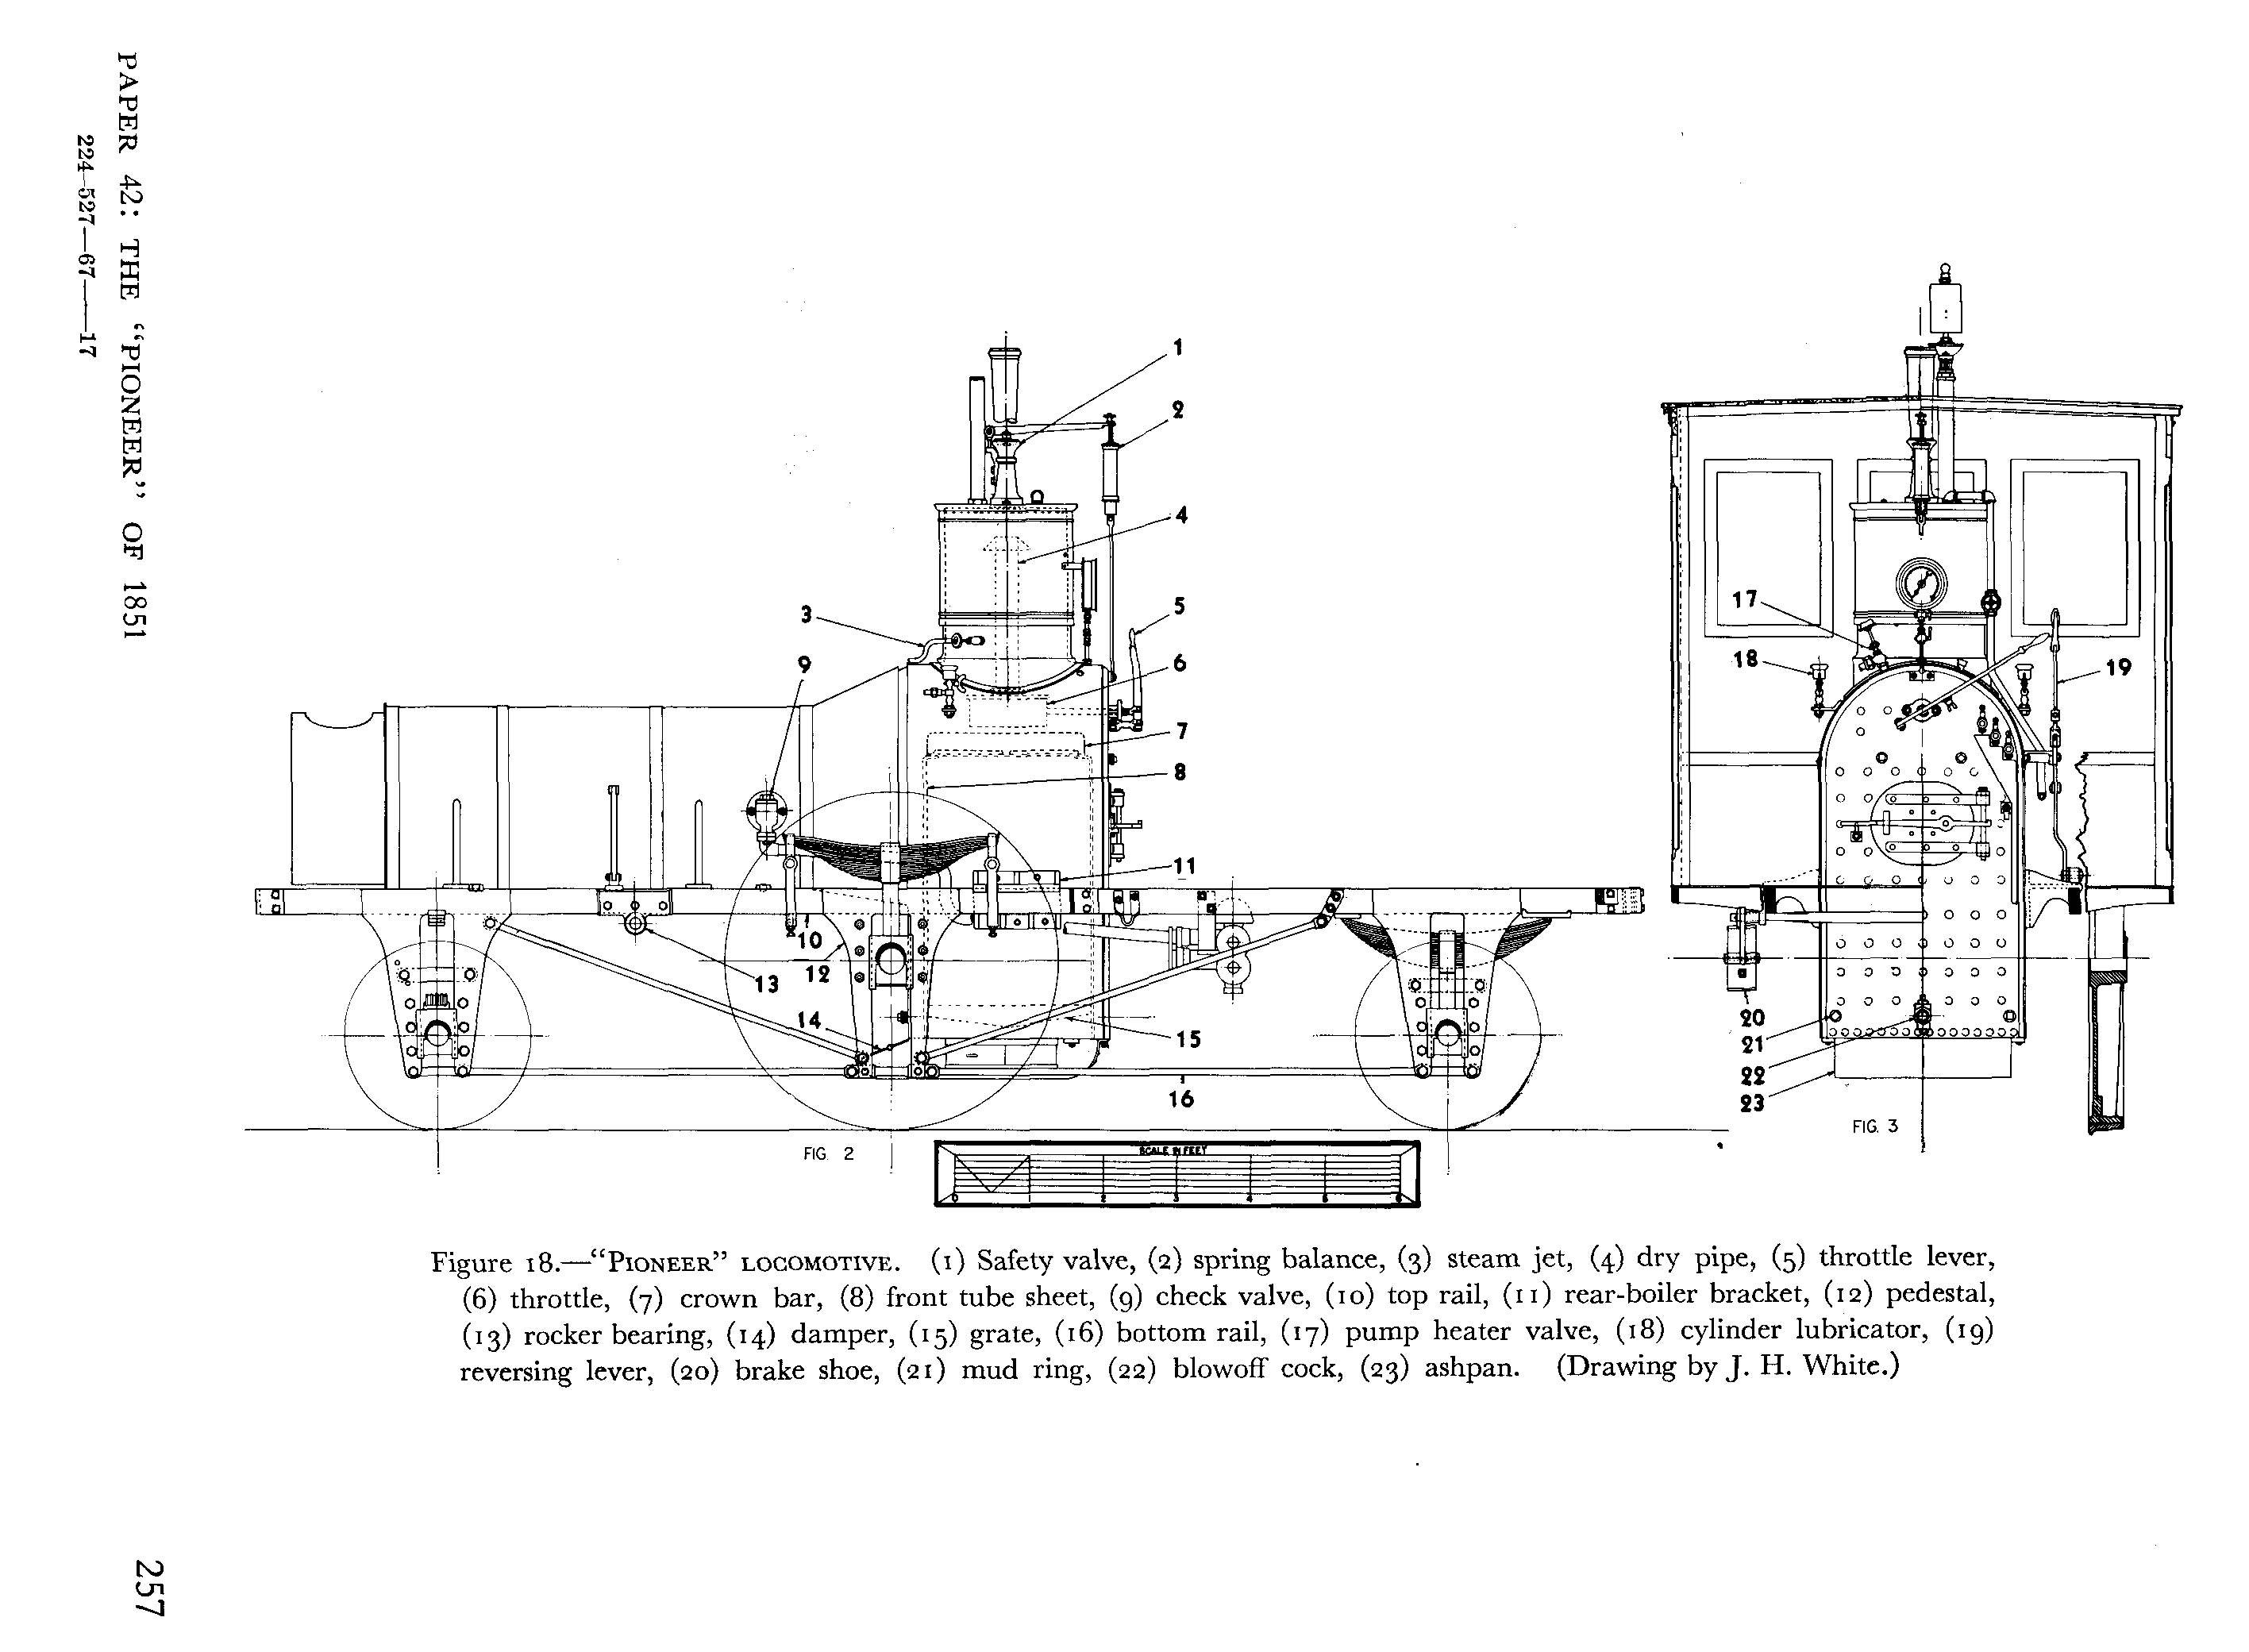 PAPER 42: THE “PIONEER” OF 1851
224-527—67——17
1
2
4
3
5
9
6
7
8
11
10
12
13
14
15
16
17
18
19
20
21
22
23
FIG. 2
FIG. 3
SCALE IN FEET
0 2 3 4 5 6
Figure 18.—“Pioneer” locomotive. (1) Safety valve, (2) spring balance, (3) steam jet, (4) dry pipe, (5) throttle lever,
(6) throttle, (7) crown bar, (8) front tube sheet, (9) check valve, (10) top rail, (11) rear-boiler bracket, (12) pedestal,
(13) rocker bearing, (14) damper, (15) grate, (16) bottom rail, (17) pump heater valve, (18) cylinder lubricator, (19)
reversing lever, (20) brake shoe, (21) mud ring, (22) blowoff cock, (23) ashpan. (Drawing by J. H. White.)
257